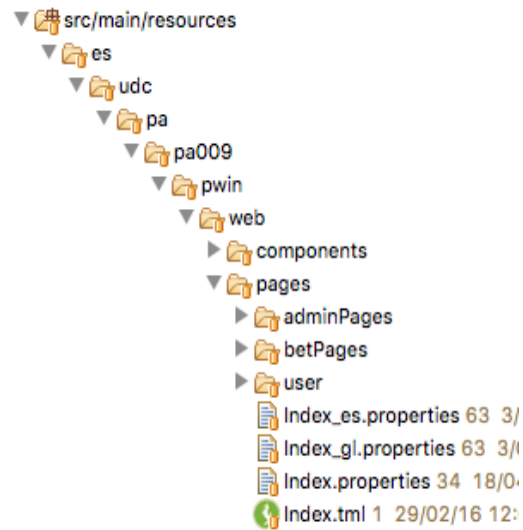 src/main/resources
es
udc
pa
pa009
pwin
web
components
pages
adminPages
betPages
user
Index_es.properties 63 3/
Index_gl.properties 63 3/
Index.properties 34 18/04
Index.tml 1 29/02/16 12: